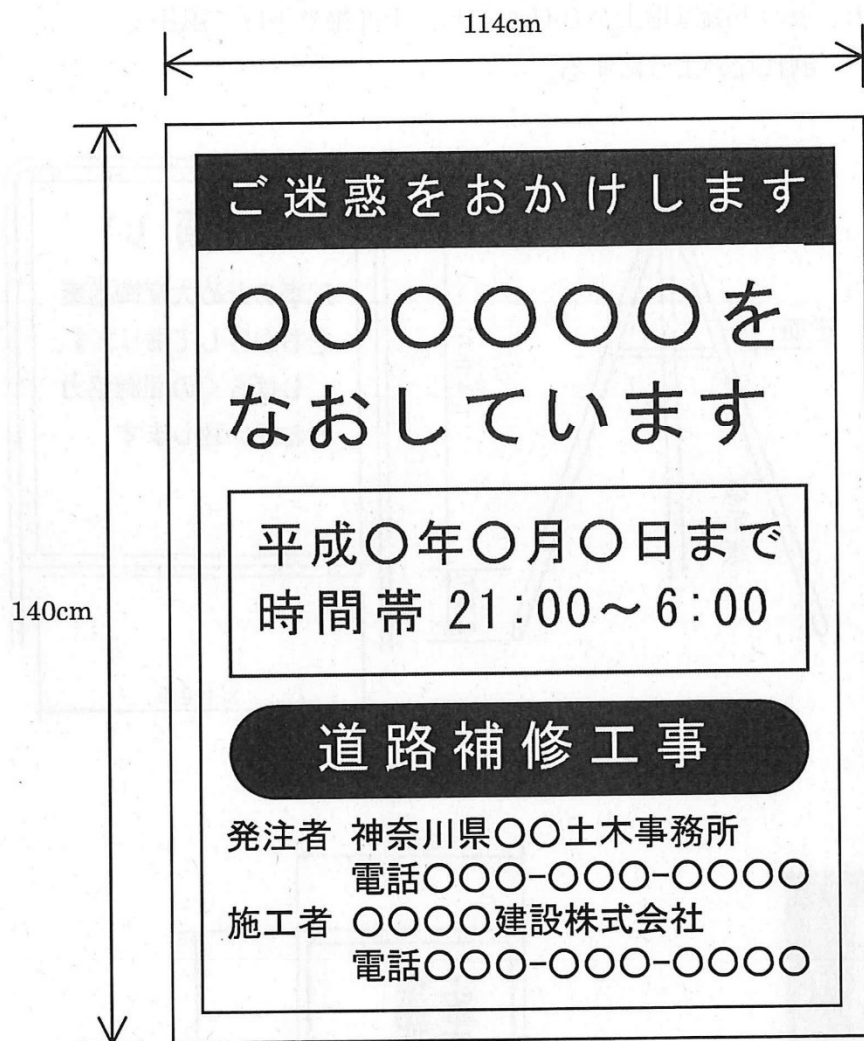 114cm
140cm
ご迷惑をおかけします
○○○○○○を
なおしています
平成○年○月○日まで
時間帯 21:00～6:00
道路補修工事
発注者 神奈川県○○土木事務所
電話○○○-○○○-○○○○
施工者 ○○○○建設株式会社
電話○○○-○○○-○○○○